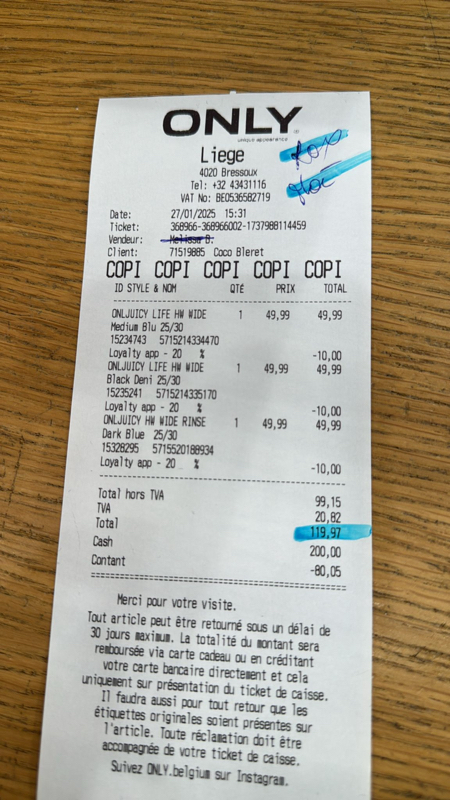 ONLY
unique appearance
Liege
4020 Bressoux
Tel: +32 43431116
VAT No: BE0536582719
Date: 27/01/2025 15:31
Ticket: 368966-368966002-1737988114459
Vendeur: Melissa B.
Client: 71519885 Coco Bleret
COPI COPI COPI COPI COPI
ID STYLE & NOM QTÉ PRIX TOTAL
ONLJUICY LIFE HW WIDE 1 49,99 49,99
Medium Blu 25/30
15234743 5715214334470
Loyalty app - 20 % -10,00
ONLJUICY LIFE HW WIDE 1 49,99 49,99
Black Deni 25/30
15235241 5715214335170
Loyalty app - 20 % -10,00
ONLJUICY HW WIDE RINSE 1 49,99 49,99
Dark Blue 25/30
15328295 5715520188934
Loyalty app - 20 % -10,00
Total hors TVA 99,15
TVA 20,82
Total 119,97
Cash 200,00
Contant -80,05
Merci pour votre visite.
Tout article peut être retourné sous un délai de
30 jours maximum. La totalité du montant sera
remboursée via carte cadeau ou en créditant
votre carte bancaire directement et cela
uniquement sur présentation du ticket de caisse.
Il faudra aussi pour tout retour que les
étiquettes originales soient présentes sur
l'article. Toute réclamation doit être
accompagnée de votre ticket de caisse.
Suivez ONLY.belgium sur Instagram.